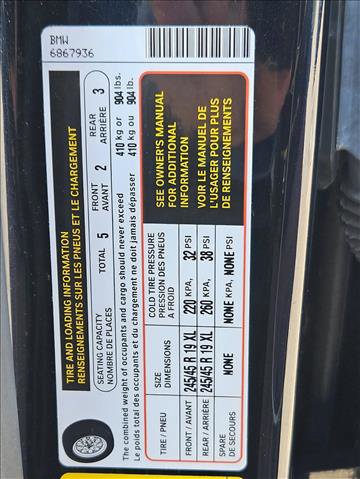 BMW
6867936
TIRE AND LOADING INFORMATION
RENSEIGNEMENTS SUR LES PNEUS ET LE CHARGEMENT
SEATING CAPACITY
NOMBRE DE PLACES
TOTAL 5
FRONT
AVANT 2
REAR
ARRIÈRE 3
The combined weight of occupants and cargo should never exceed 410 kg or 904 lbs.
Le poids total des occupants et du chargement ne doit jamais dépasser 410 kg ou 904 lb.
TIRE / PNEU
SIZE
DIMENSIONS
COLD TIRE PRESSURE
PRESSION DES PNEUS
A FROID
FRONT / AVANT 245/45 R 19 XL 220 KPA, 32 PSI
REAR / ARRIÈRE 245/45 R 19 XL 260 KPA, 38 PSI
SPARE
DE SECOURS
NONE NONE KPA, NONE PSI
SEE OWNER'S MANUAL
FOR ADDITIONAL
INFORMATION
VOIR LE MANUEL DE
L'USAGER POUR PLUS
DE RENSEIGNEMENTS